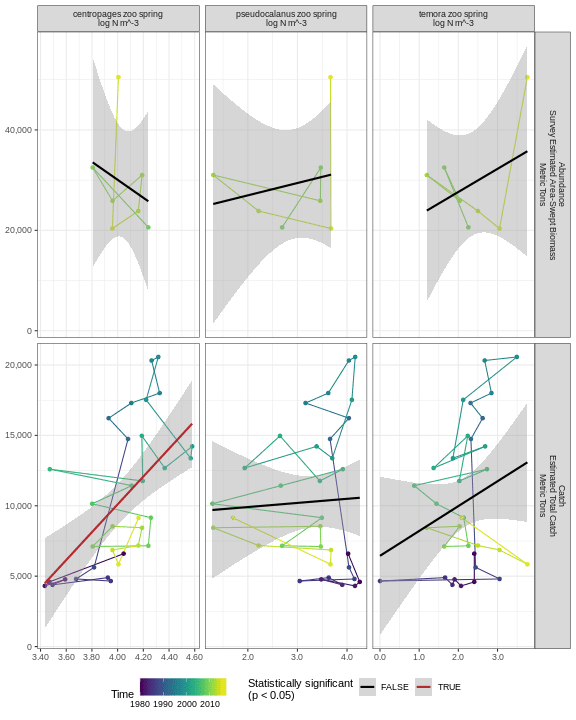 centropages zoo spring
log N m^-3
pseudocalanus zoo spring
log N m^-3
temora zoo spring
log N m^-3
40,000
20,000
0
Abundance
Survey Estimated Area-Swept Biomass
Metric Tons
20,000
15,000
10,000
5,000
0
Catch
Estimated Total Catch
Metric Tons
3.40 3.60 3.80 4.00 4.20 4.40 4.60
2.0 3.0 4.0
0.0 1.0 2.0 3.0
Time
1980 1990 2000 2010
Statistically significant
(p < 0.05)
FALSE
TRUE